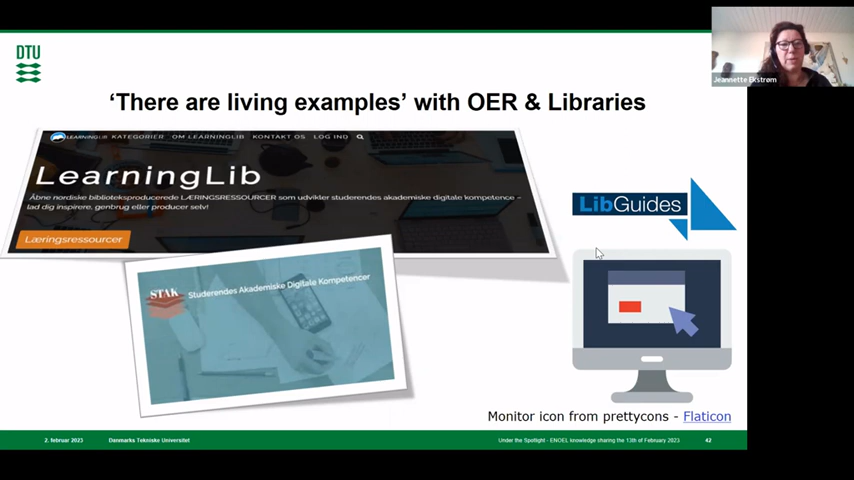 DTU
Jeannette Ekstrøm
‘There are living examples’ with OER & Libraries
LEARNINGLIB KATEGORIER OM LEARNINGLIB KONTAKT OS LOG IND
LearningLib
Åbne nordiske biblioteksproducerede LÆRINGSRESSOURCER som udvikler studerendes akademiske digitale kompetence –
lad dig inspirere, genbrug eller producer selv!
Læringsressourcer
LibGuides
STAK Studerendes Akademiske Digitale Kompetencer
Monitor icon from prettycons - Flaticon
2. februar 2023 Danmarks Tekniske Universitet Under the Spotlight - ENOEL knowledge sharing the 13th of February 2023 42